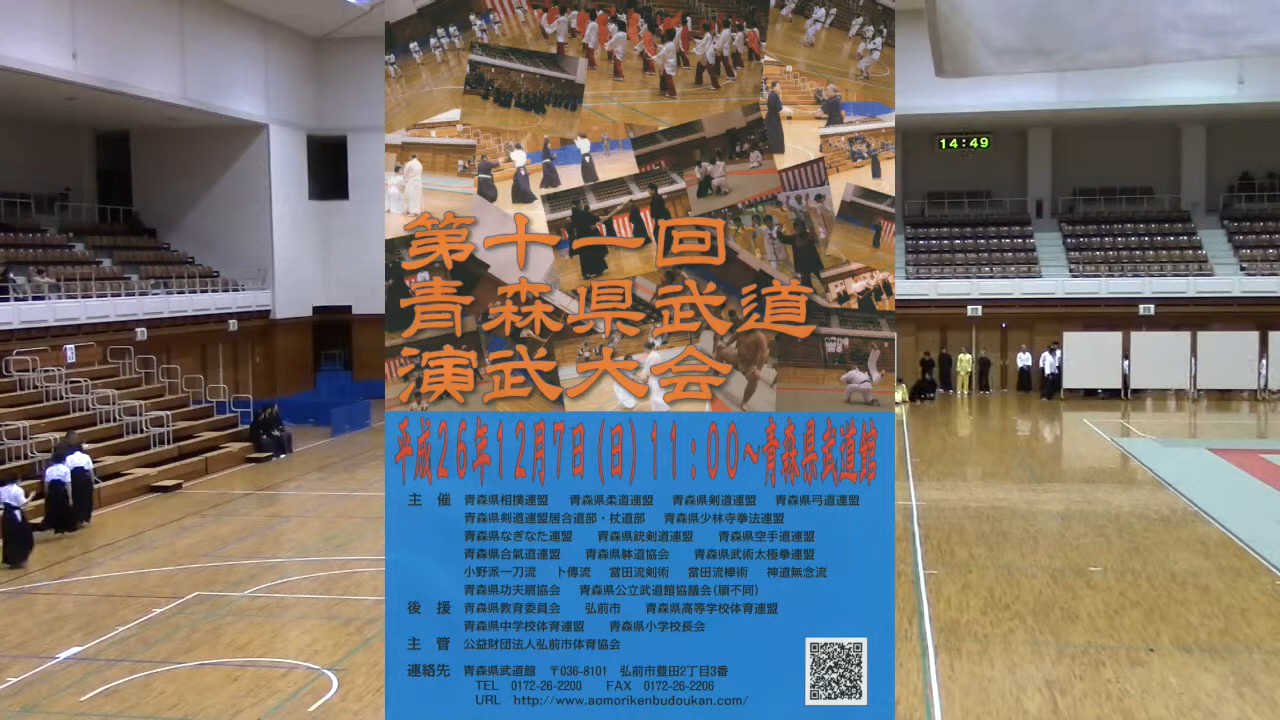 第十一回
青森県武道
演武大会
平成26年12月7日(日)11:00~青森県武道館
主 催 青森県相撲連盟 青森県柔道連盟 青森県剣道連盟 青森県弓道連盟
青森県剣道連盟居合道部・杖道部 青森県少林寺拳法連盟
青森県なぎなた連盟 青森県銃剣道連盟 青森県空手道連盟
青森県合氣道連盟 青森県躰道協会 青森県武術太極拳連盟
小野派一刀流 卜傳流 當田流剣術 當田流棒術 神道無念流
青森県功夫扇協会 青森県公立武道館協議会(順不同)
後 援 青森県教育委員会 弘前市 青森県高等学校体育連盟
青森県中学校体育連盟 青森県小学校長会
主 管 公益財団法人弘前市体育協会
連絡先 青森県武道館 〒036-8101 弘前市豊田2丁目3番
TEL 0172-26-2200 FAX 0172-26-2206
URL http://www.aomorikenbudoukan.com/
14:49